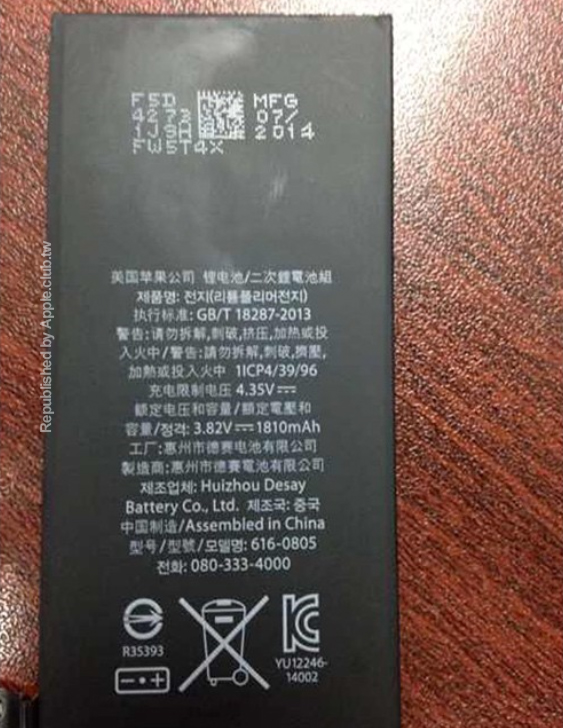 F5D MFG
4273 07/
1J9H 2014
FW5T4X
美国苹果公司 锂电池/二次鋰電池組
제품명: 전지(리튬폴리머전지)
执行标准: GB/T 18287-2013
警告:请勿拆解,刺破,挤压,加热或投
入火中/警告:請勿拆解,刺破,擠壓,
加熱或投入火中 1ICP4/39/96
充电限制电压 4.35V⎓
额定电压和容量/額定電壓和
容量/정격: 3.82V⎓1810mAh
工厂:惠州市德赛电池有限公司
製造商:惠州市德賽電池有限公司
제조업체: Huizhou Desay
Battery Co., Ltd. 제조국: 중국
中国制造/Assembled in China
型号/型號/모델명: 616-0805
전화: 080-333-4000
R35393
YU12246-
14002
Republished by Apple.club.tw